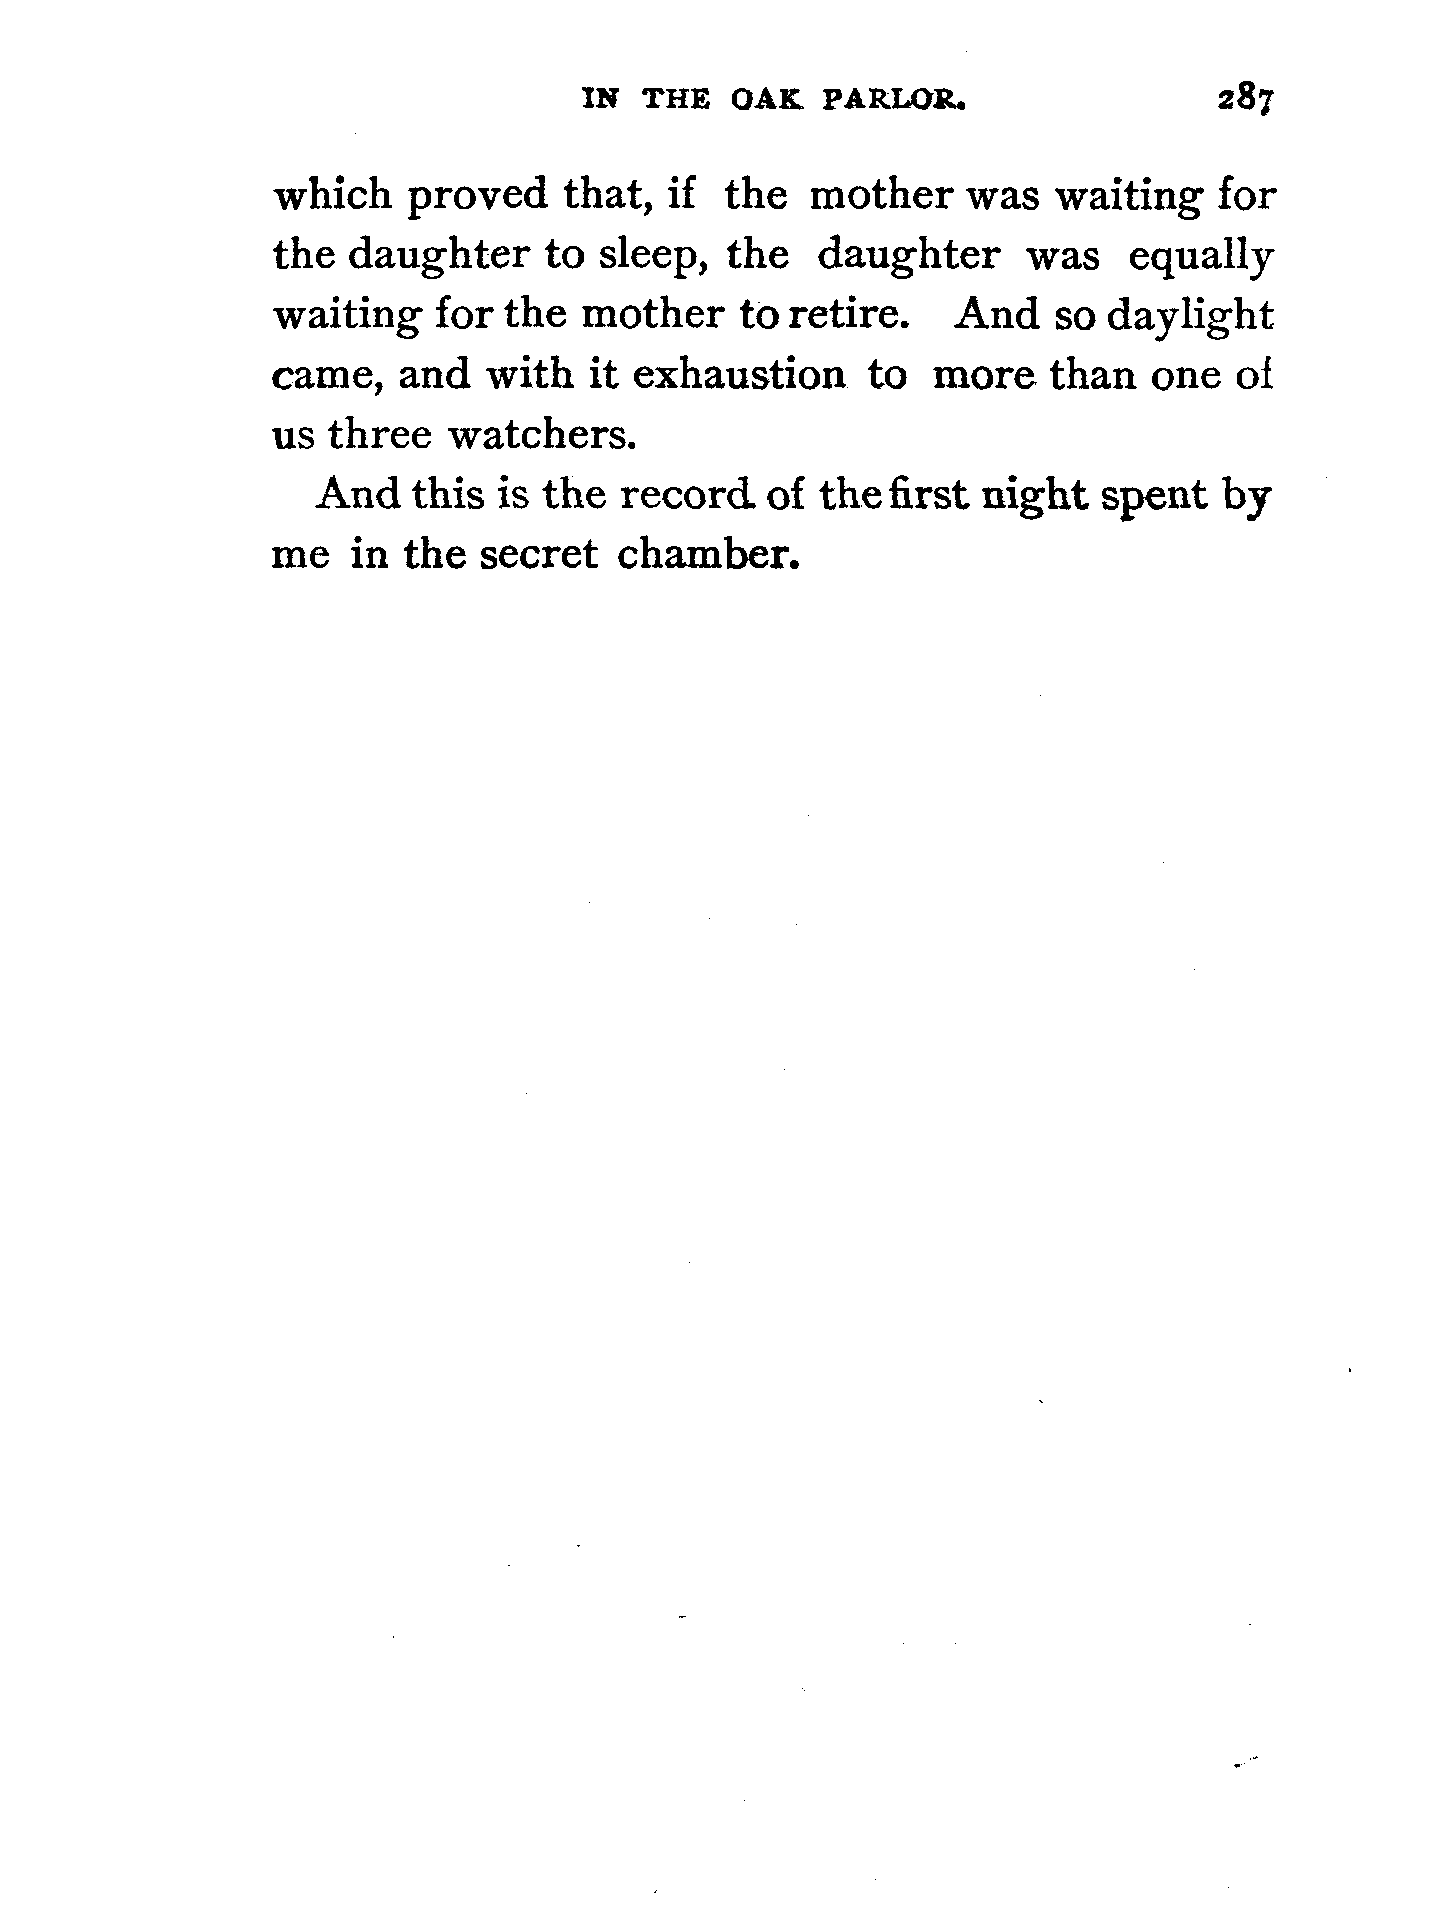 IN THE OAK PARLOR. 287
which proved that, if the mother was waiting for
the daughter to sleep, the daughter was equally
waiting for the mother to retire. And so daylight
came, and with it exhaustion to more than one of
us three watchers.
And this is the record of the first night spent by
me in the secret chamber.